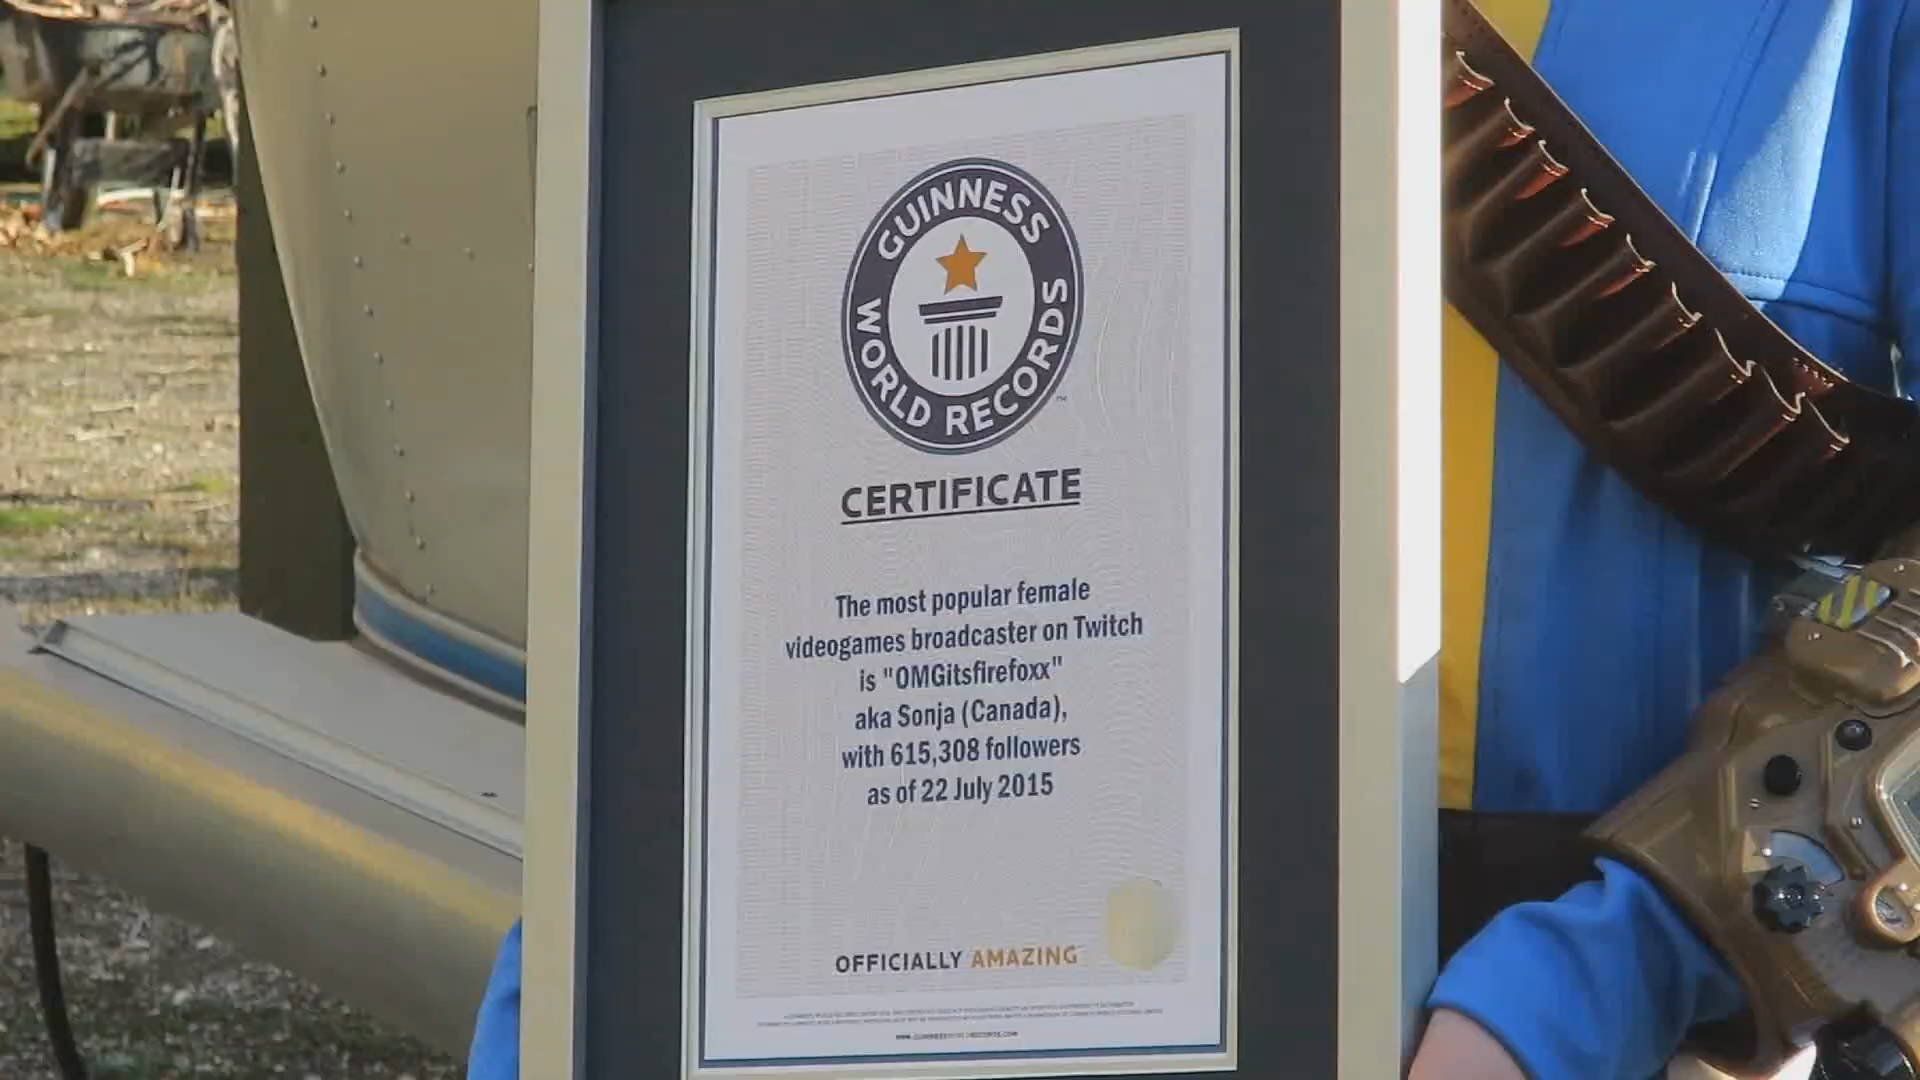 GUINNESS
WORLD RECORDS
™
CERTIFICATE
The most popular female
videogames broadcaster on Twitch
is "OMGitsfirefoxx"
aka Sonja (Canada),
with 615,308 followers
as of 22 July 2015
OFFICIALLY AMAZING